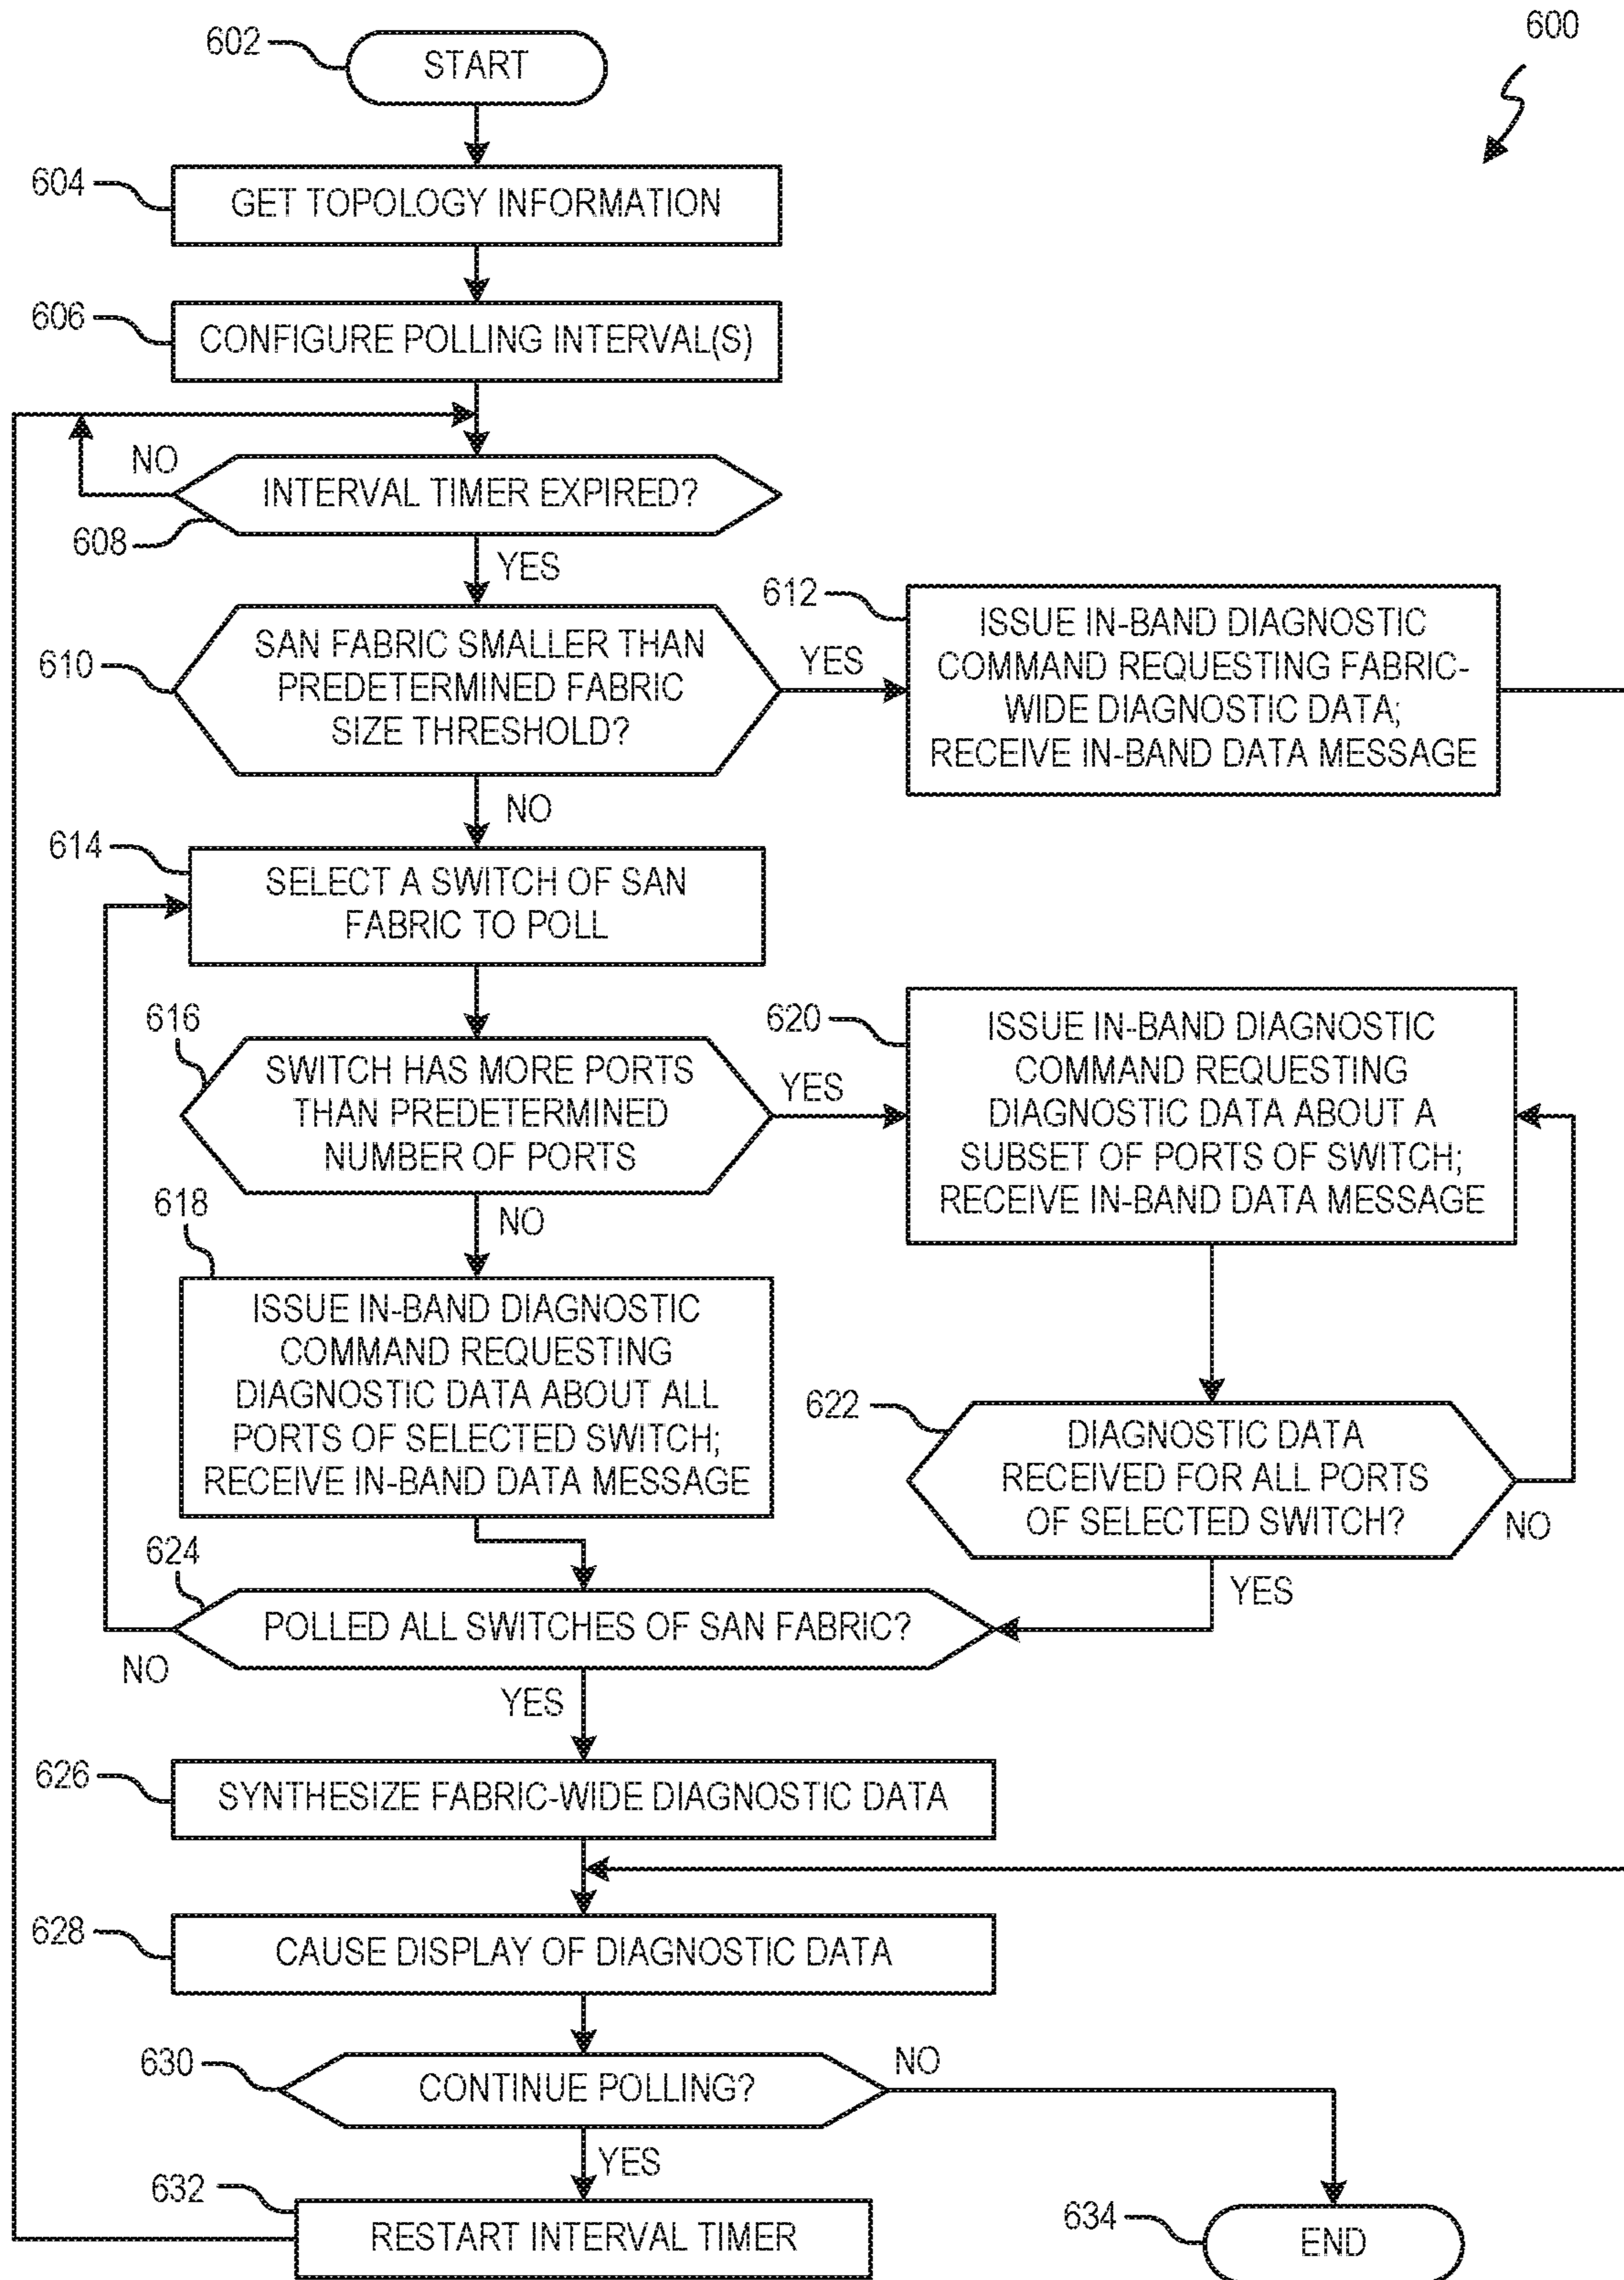 600
602
START
604
GET TOPOLOGY INFORMATION
606
CONFIGURE POLLING INTERVAL(S)
NO
INTERVAL TIMER EXPIRED?
608
YES
610
SAN FABRIC SMALLER THAN
PREDETERMINED FABRIC
SIZE THRESHOLD?
YES
612
ISSUE IN-BAND DIAGNOSTIC
COMMAND REQUESTING FABRIC-
WIDE DIAGNOSTIC DATA;
RECEIVE IN-BAND DATA MESSAGE
NO
614
SELECT A SWITCH OF SAN
FABRIC TO POLL
616
SWITCH HAS MORE PORTS
THAN PREDETERMINED
NUMBER OF PORTS
YES
620
ISSUE IN-BAND DIAGNOSTIC
COMMAND REQUESTING
DIAGNOSTIC DATA ABOUT A
SUBSET OF PORTS OF SWITCH;
RECEIVE IN-BAND DATA MESSAGE
NO
618
ISSUE IN-BAND DIAGNOSTIC
COMMAND REQUESTING
DIAGNOSTIC DATA ABOUT ALL
PORTS OF SELECTED SWITCH;
RECEIVE IN-BAND DATA MESSAGE
622
DIAGNOSTIC DATA
RECEIVED FOR ALL PORTS
OF SELECTED SWITCH?
NO
YES
624
POLLED ALL SWITCHES OF SAN FABRIC?
NO
YES
626
SYNTHESIZE FABRIC-WIDE DIAGNOSTIC DATA
628
CAUSE DISPLAY OF DIAGNOSTIC DATA
630
CONTINUE POLLING?
NO
YES
632
RESTART INTERVAL TIMER
634
END